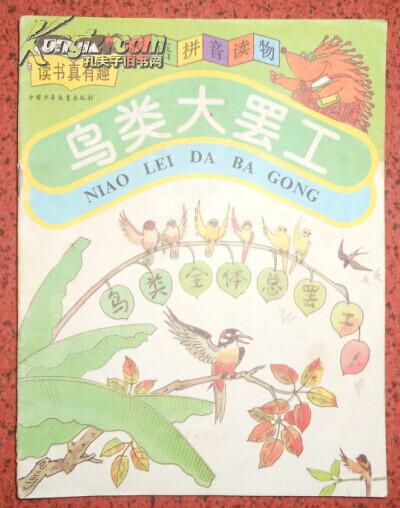 语拼音读物
.com
孔夫子旧书网
读书真有趣
中国少年儿童出版社
鸟类大罢工
NIAO LEI DA BA GONG
鸟类全体总罢工